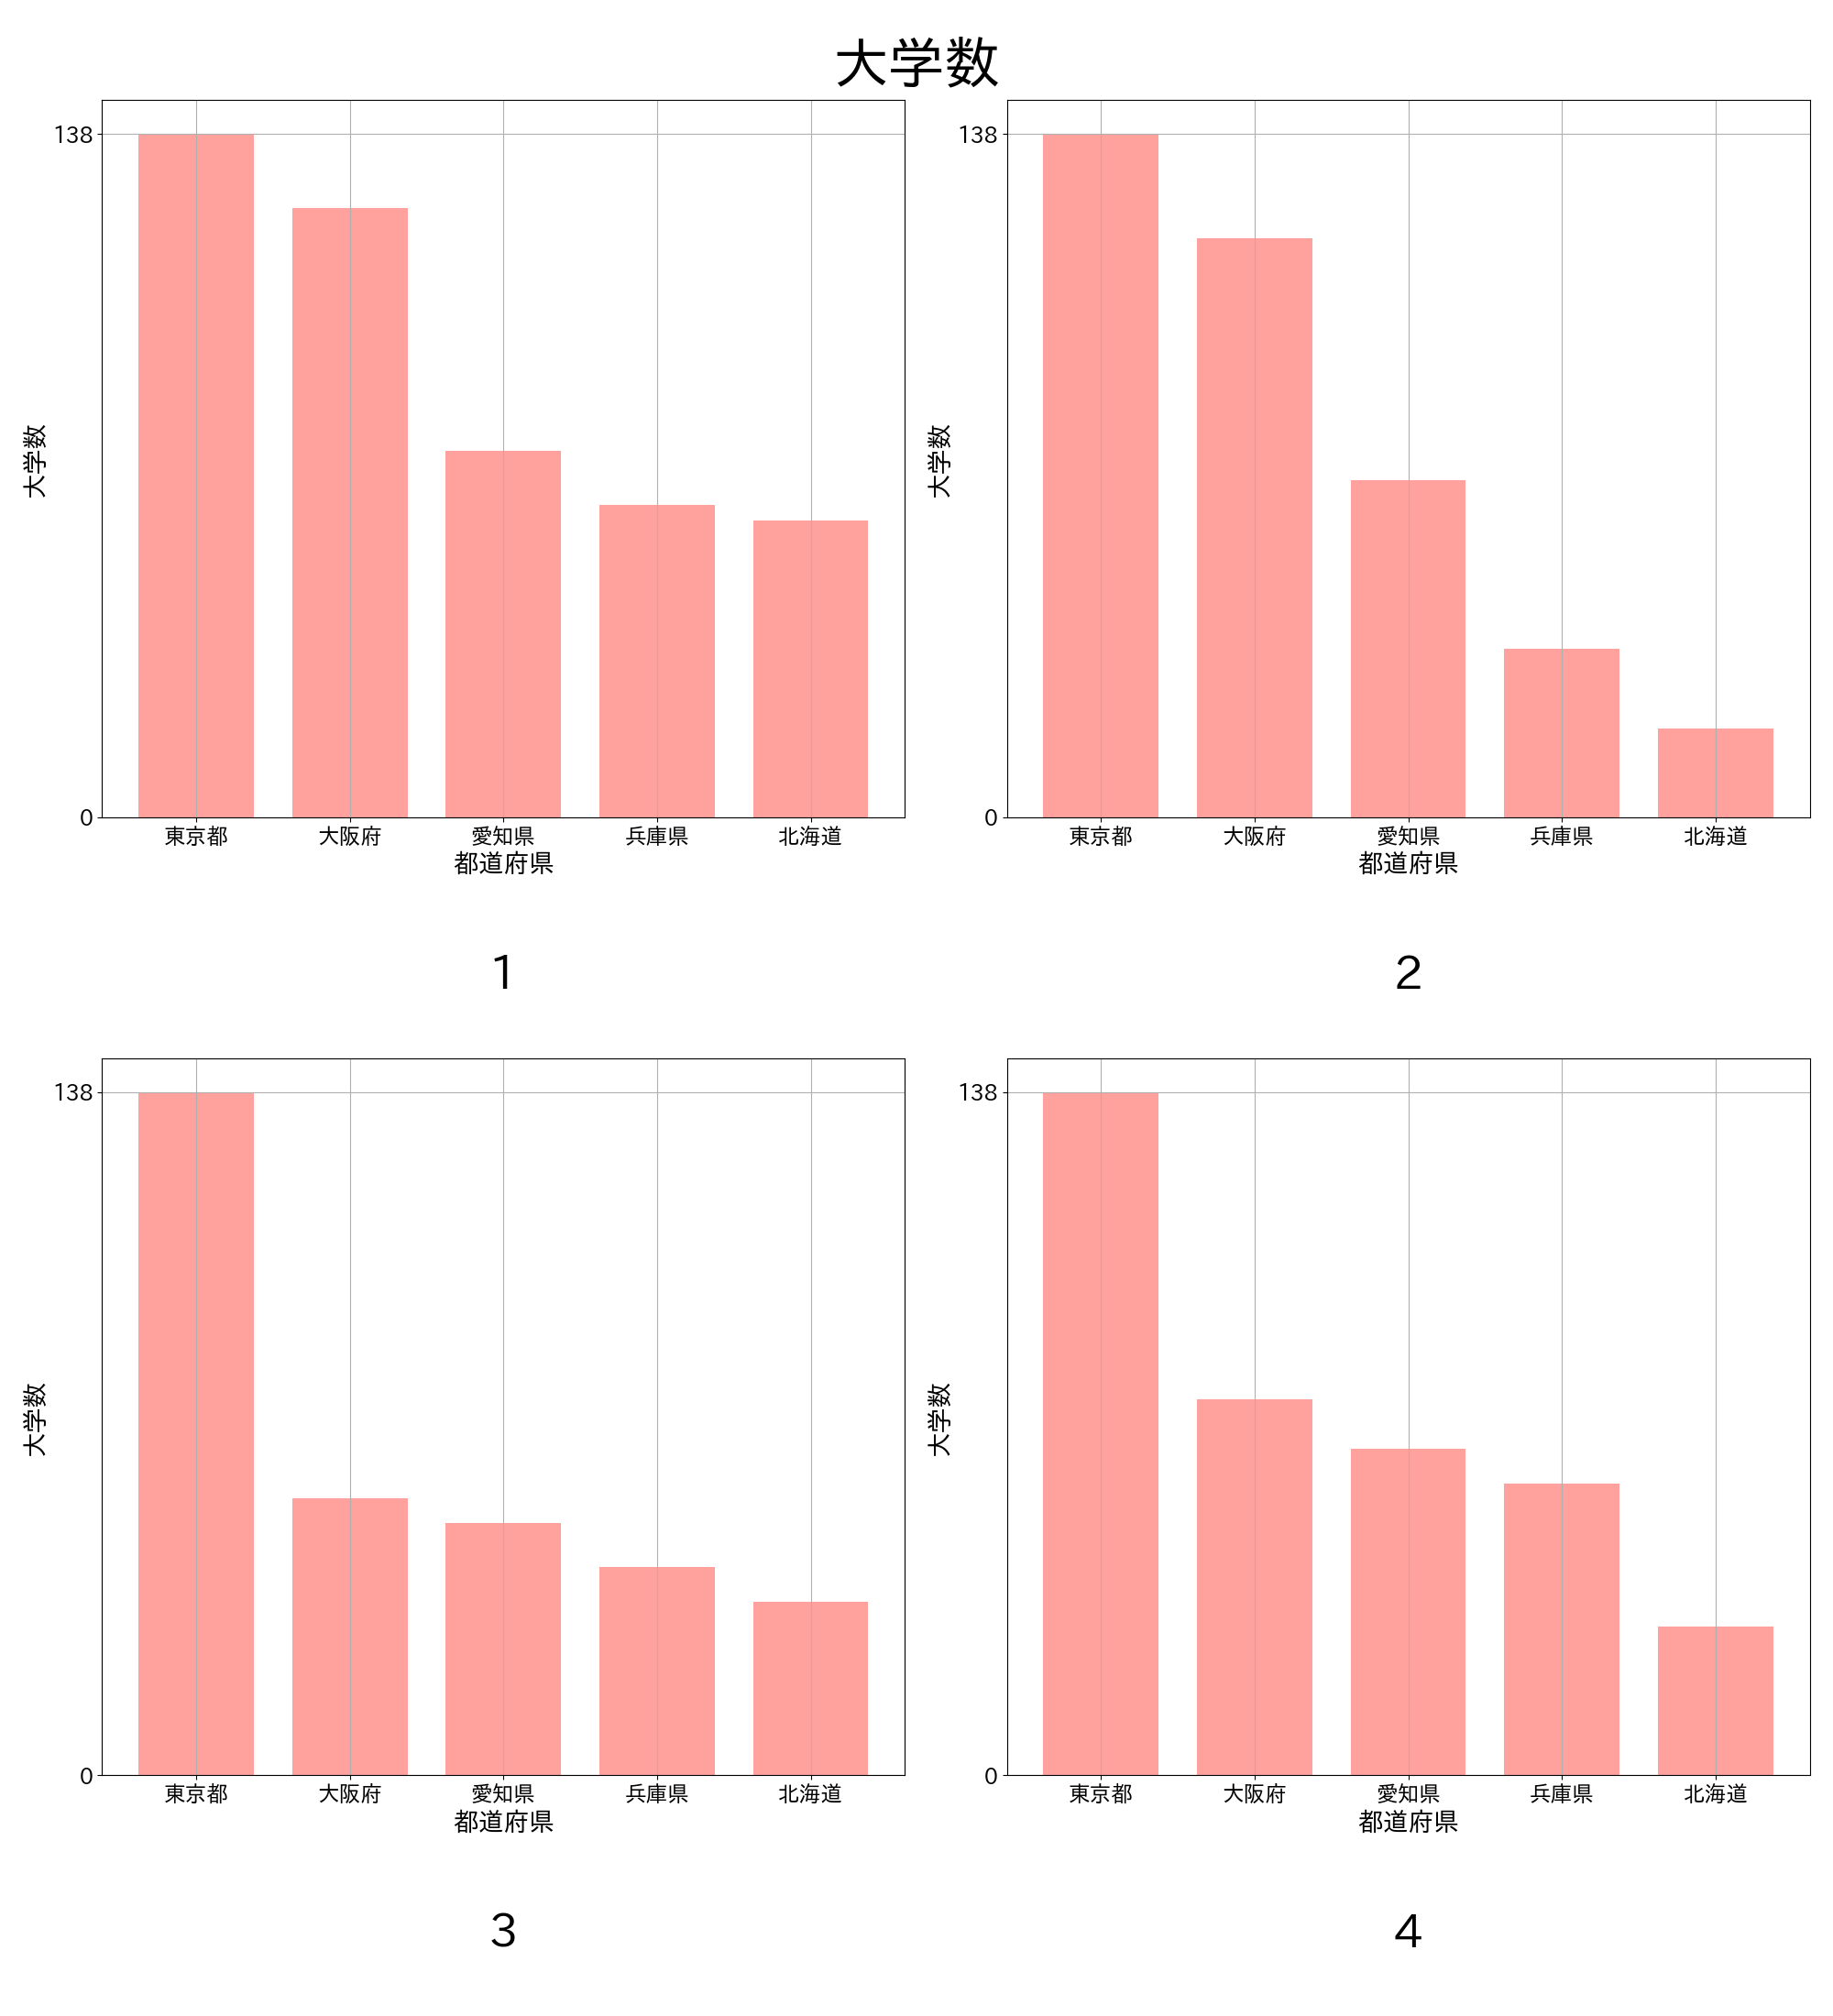 大学数
138
0
大学数
東京都 大阪府 愛知県 兵庫県 北海道
都道府県
1
138
0
大学数
東京都 大阪府 愛知県 兵庫県 北海道
都道府県
2
138
0
大学数
東京都 大阪府 愛知県 兵庫県 北海道
都道府県
3
138
0
大学数
東京都 大阪府 愛知県 兵庫県 北海道
都道府県
4